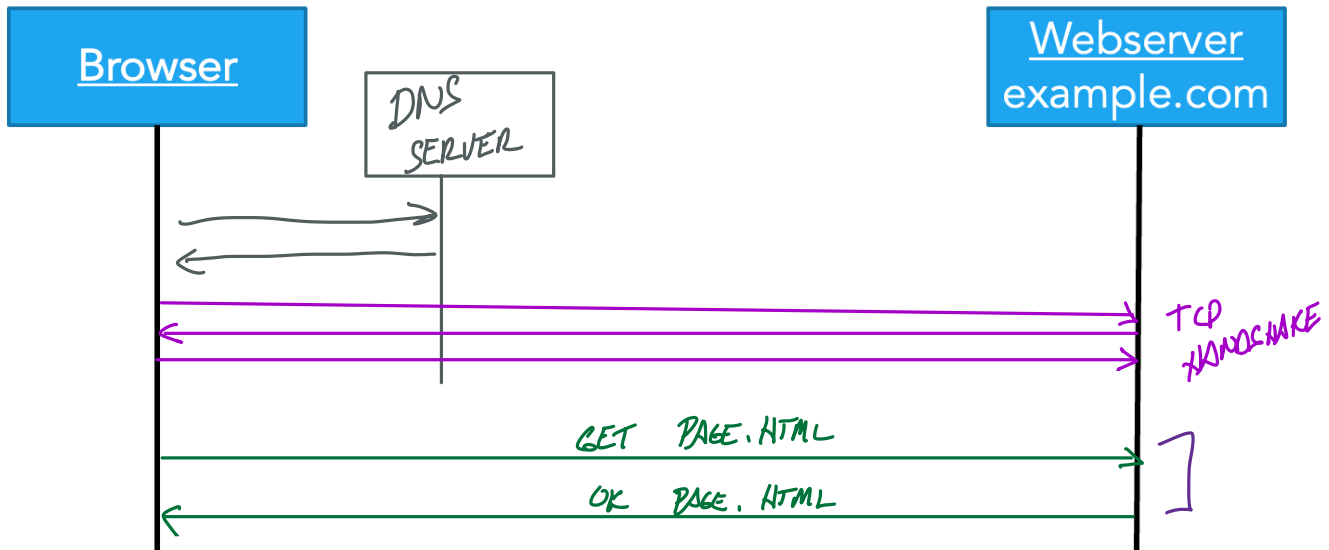 Browser
DNS
SERVER
Webserver
example.com
TCP
HANDSHAKE
GET PAGE.HTML
OK PAGE.HTML